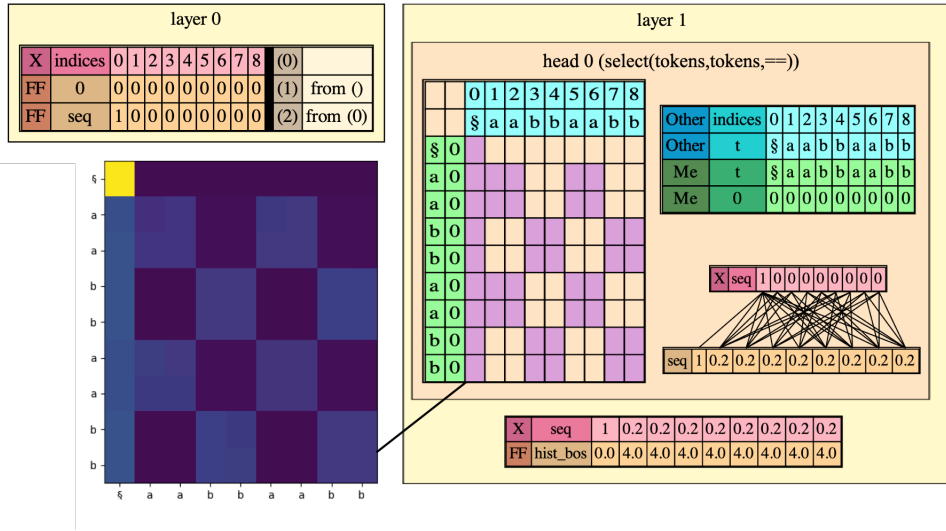 layer 0
X indices 0 1 2 3 4 5 6 7 8 (0)
FF 0 0 0 0 0 0 0 0 0 0 (1) from ()
FF seq 1 0 0 0 0 0 0 0 0 (2) from (0)
layer 1
head 0 (select(tokens,tokens,==))
0 1 2 3 4 5 6 7 8
§ a a b b a a b b
§ 0
a 0
a 0
b 0
b 0
a 0
a 0
b 0
b 0
Other indices 0 1 2 3 4 5 6 7 8
Other t § a a b b a a b b
Me t § a a b b a a b b
Me 0 0 0 0 0 0 0 0 0 0
X seq 1 0 0 0 0 0 0 0 0
seq 1 0.2 0.2 0.2 0.2 0.2 0.2 0.2 0.2
X seq 1 0.2 0.2 0.2 0.2 0.2 0.2 0.2 0.2
FF hist_bos 0.0 4.0 4.0 4.0 4.0 4.0 4.0 4.0 4.0
§
a
a
b
b
a
a
b
b
§ a a b b a a b b